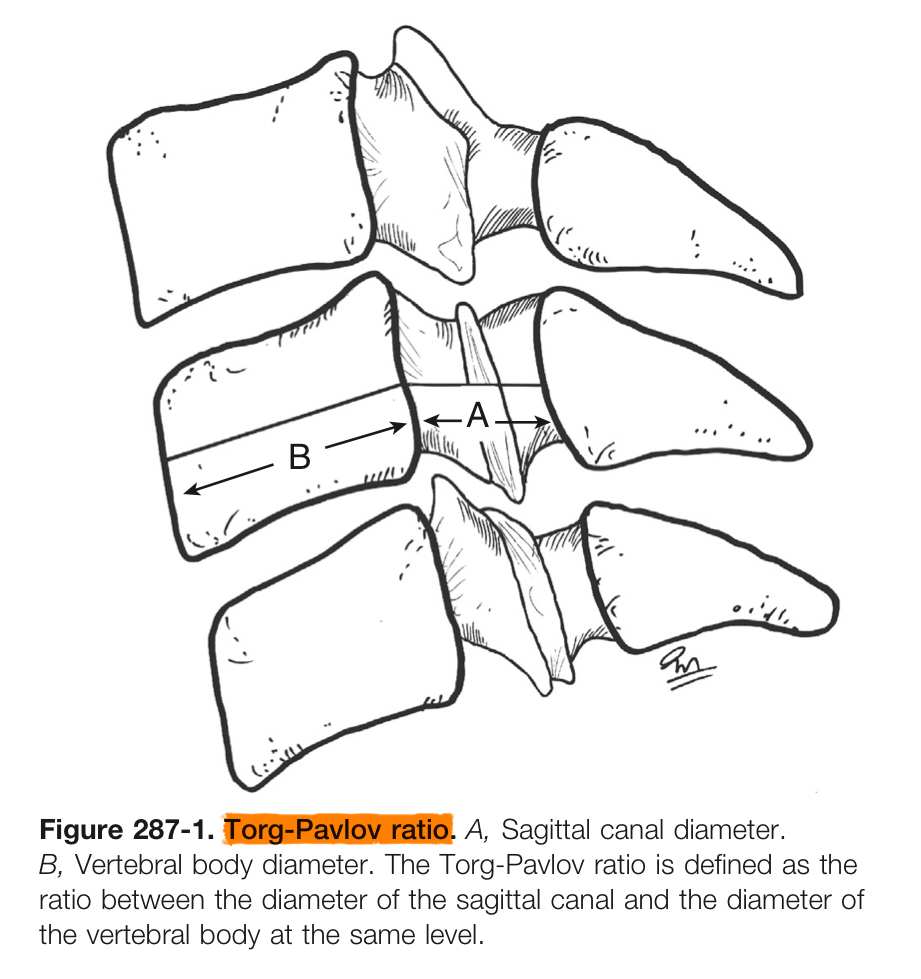 A
B
Figure 287-1. Torg-Pavlov ratio. A, Sagittal canal diameter.
B, Vertebral body diameter. The Torg-Pavlov ratio is defined as the
ratio between the diameter of the sagittal canal and the diameter of
the vertebral body at the same level.